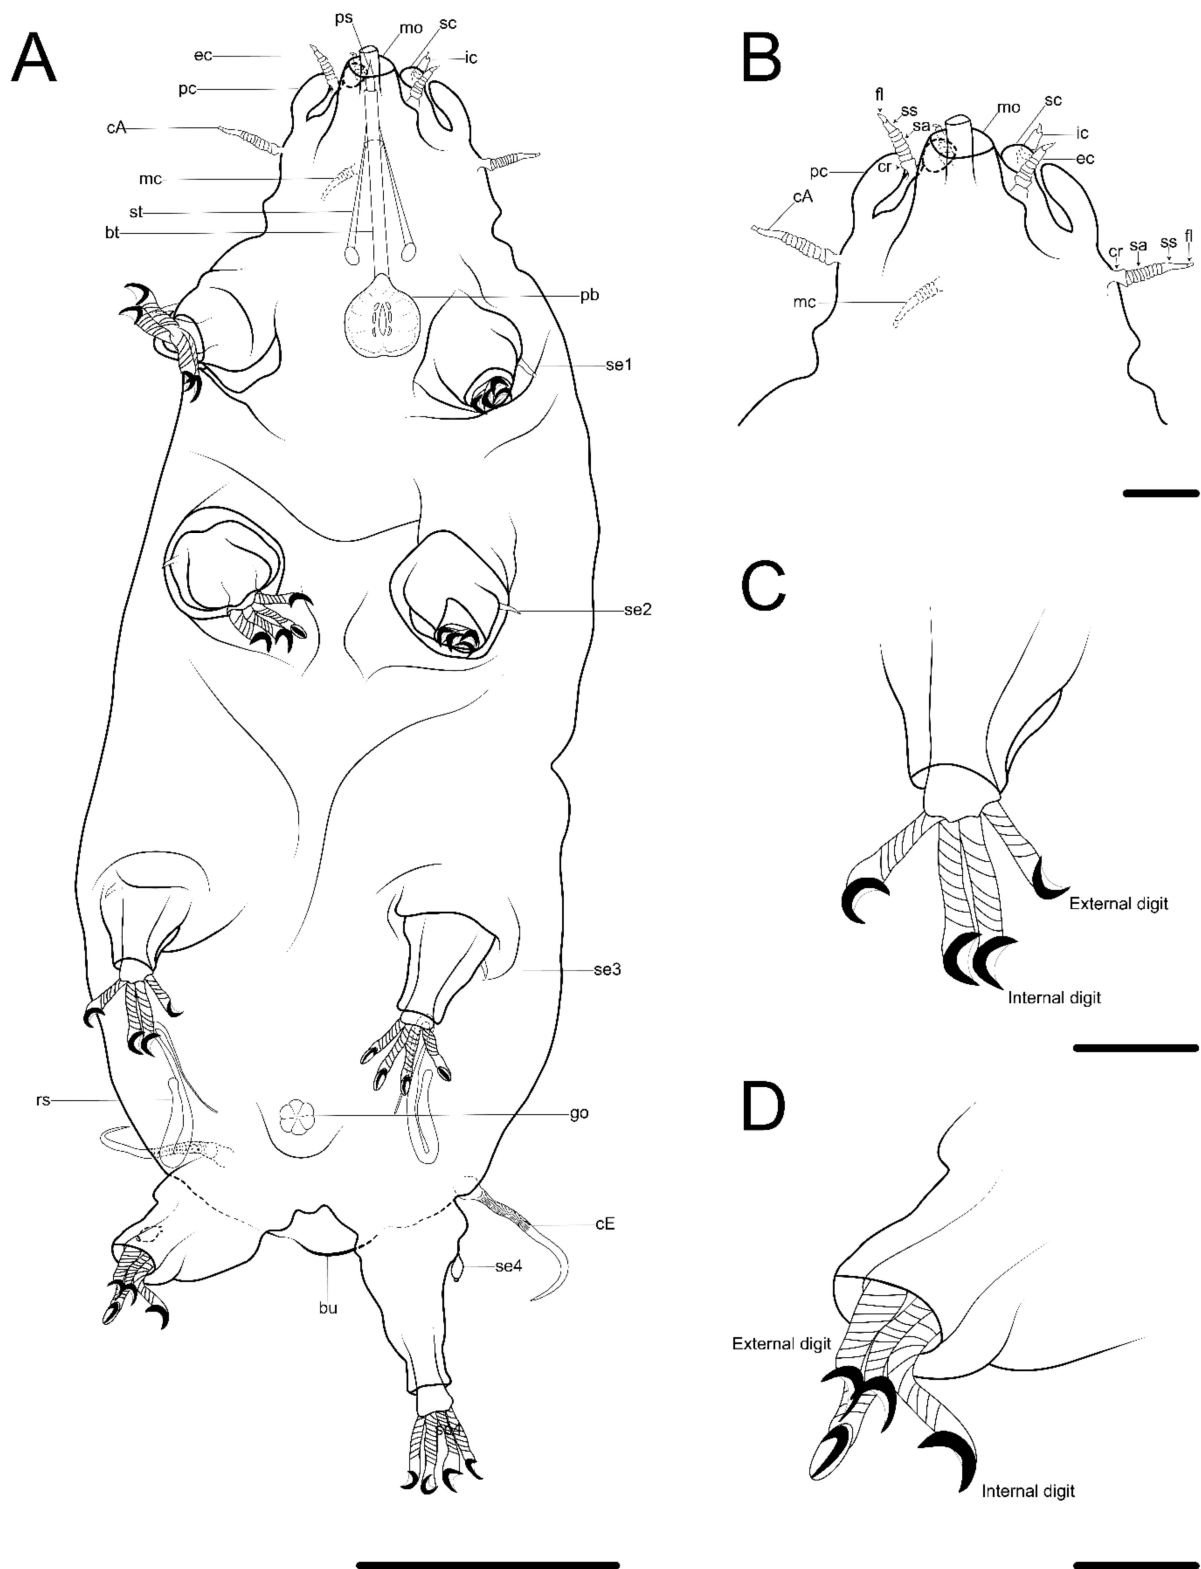 A
ps
mo
sc
ec
ic
pc
cA
mc
st
bt
pb
se1
se2
se3
rs
go
cE
se4
bu
se4
B
fl
ss
mo
sc
sa
ic
cr
ec
pc
cA
cr
sa
ss
fl
mc
C
External digit
Internal digit
D
External digit
Internal digit